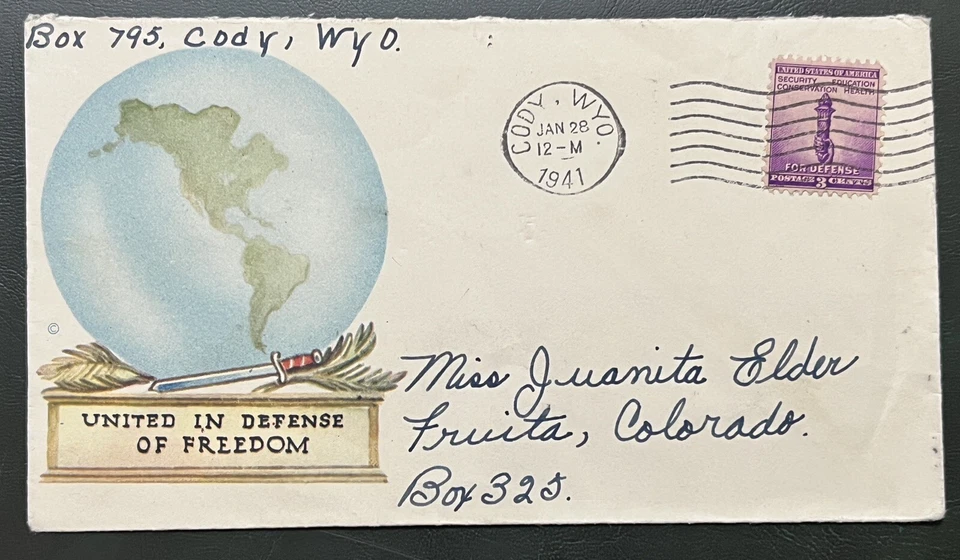 Box 795, Cody, Wyo.
CODY, WYO.
JAN 28
12-M
1941
UNITED STATES OF AMERICA
SECURITY EDUCATION
CONSERVATION HEALTH
FOR DEFENSE
POSTAGE 3 CENTS
©
UNITED IN DEFENSE
OF FREEDOM
Miss Juanita Elder
Fruita, Colorado.
Box 325.